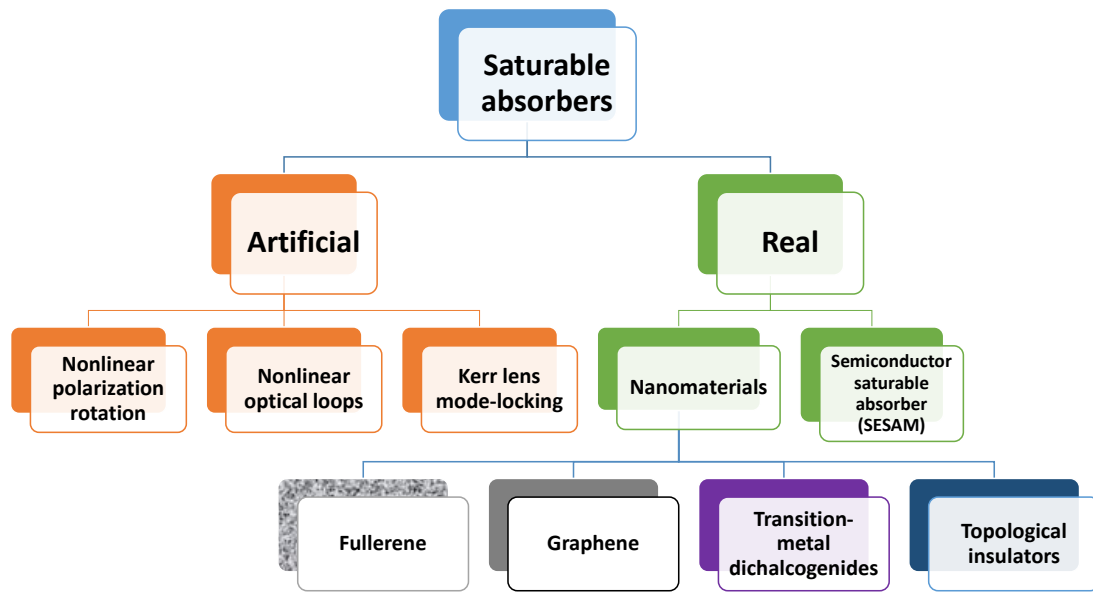 Saturable
absorbers
Artificial
Real
Nonlinear
polarization
rotation
Nonlinear
optical loops
Kerr lens
mode-locking
Nanomaterials
Semiconductor
saturable
absorber
(SESAM)
Fullerene
Graphene
Transition-
metal
dichalcogenides
Topological
insulators